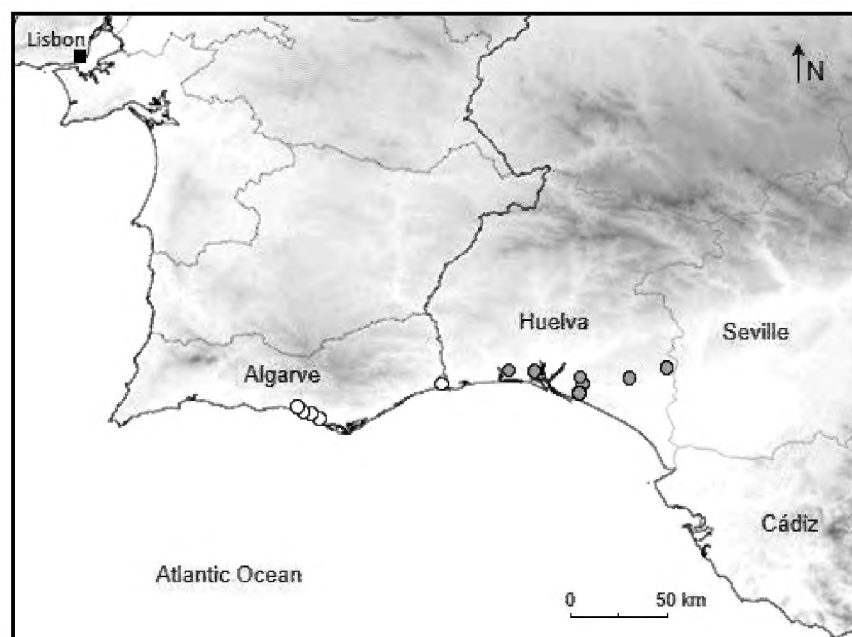 Lisbon
N
Huelva
Seville
Algarve
Cádiz
Atlantic Ocean
0 50 km